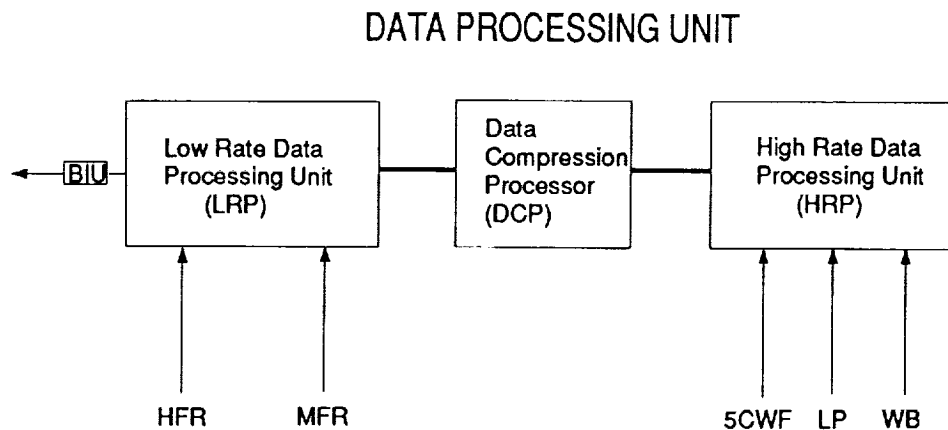 DATA PROCESSING UNIT
BIU
Low Rate Data
Processing Unit
(LRP)
Data
Compression
Processor
(DCP)
High Rate Data
Processing Unit
(HRP)
HFR
MFR
5CWF
LP
WB